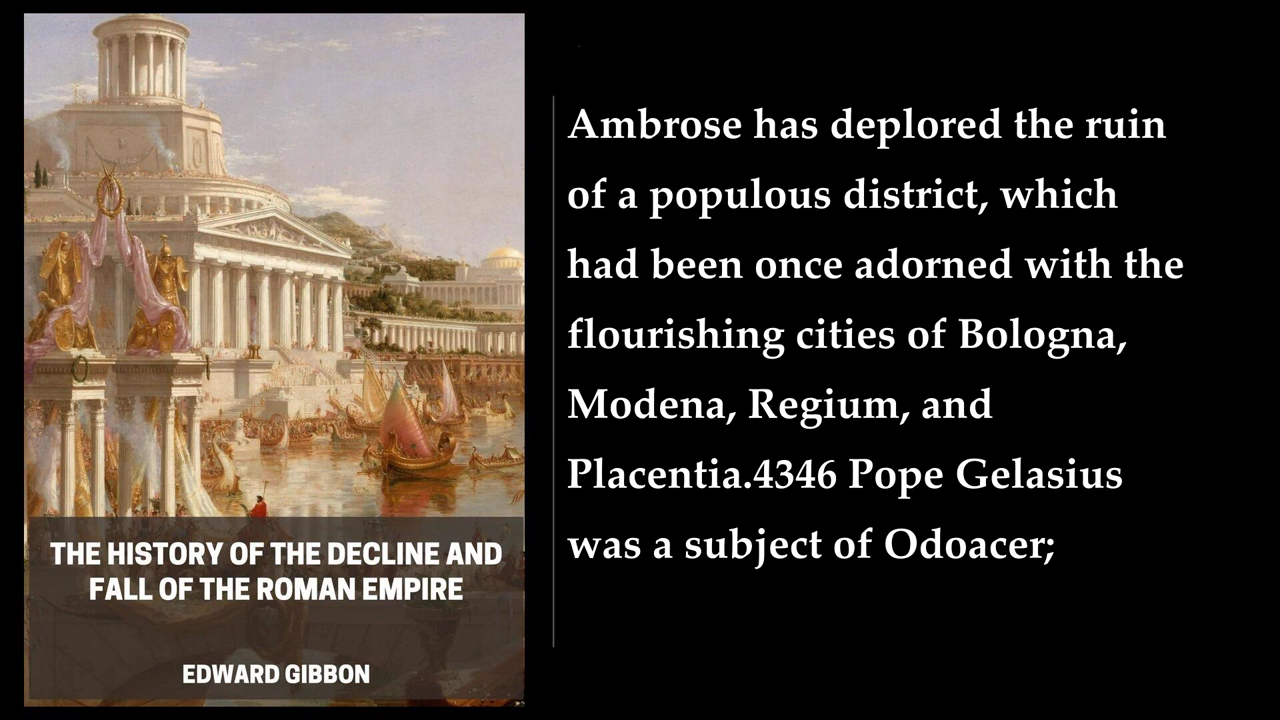 THE HISTORY OF THE DECLINE AND
FALL OF THE ROMAN EMPIRE
EDWARD GIBBON
Ambrose has deplored the ruin
of a populous district, which
had been once adorned with the
flourishing cities of Bologna,
Modena, Regium, and
Placentia.4346 Pope Gelasius
was a subject of Odoacer;